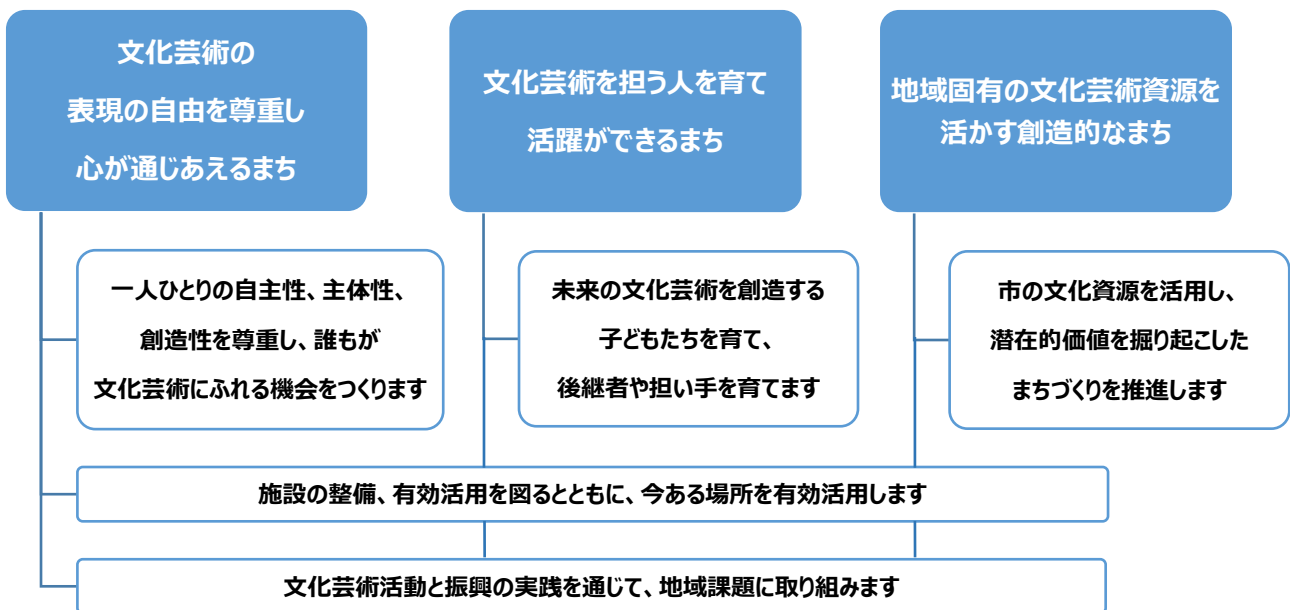 文化芸術の
表現の自由を尊重し
心が通じあえるまち
文化芸術を担う人を育て
活躍ができるまち
地域固有の文化芸術資源を
活かす創造的なまち
一人ひとりの自主性、主体性、
創造性を尊重し、誰もが
文化芸術にふれる機会をつくります
未来の文化芸術を創造する
子どもたちを育て、
後継者や担い手を育てます
市の文化資源を活用し、
潜在的価値を掘り起こした
まちづくりを推進します
施設の整備、有効活用を図るとともに、今ある場所を有効活用します
文化芸術活動と振興の実践を通じて、地域課題に取り組みます